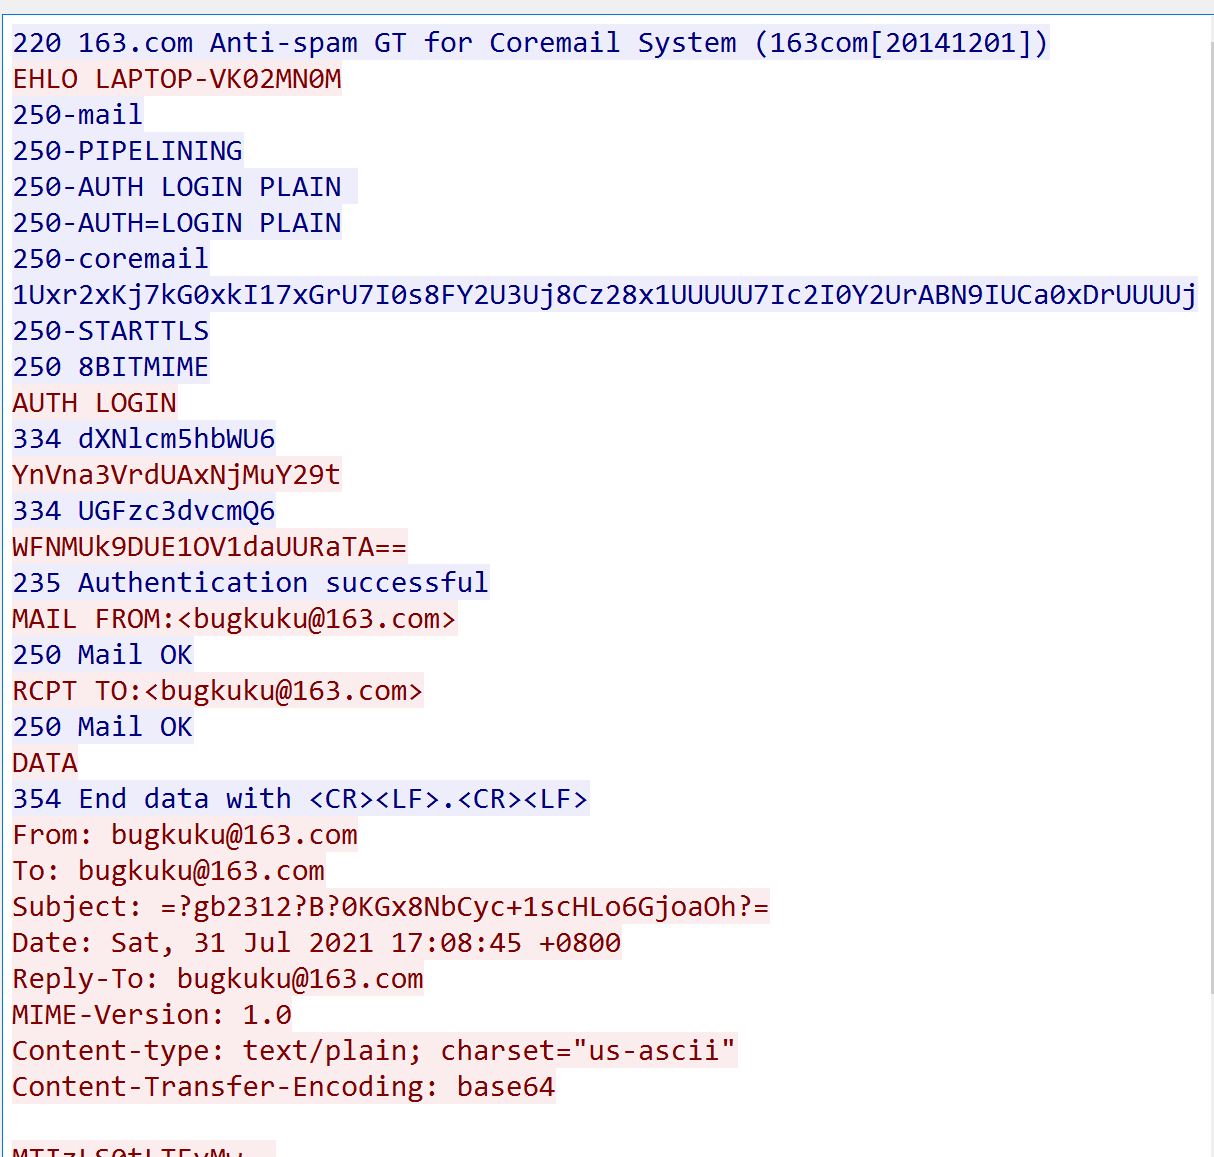 220 163.com Anti-spam GT for Coremail System (163com[20141201])
EHLO LAPTOP-VK02MN0M
250-mail
250-PIPELINING
250-AUTH LOGIN PLAIN
250-AUTH=LOGIN PLAIN
250-coremail
1Uxr2xKj7kG0xkI17xGrU7I0s8FY2U3Uj8Cz28x1UUUUU7Ic2I0Y2UrABN9IUCa0xDrUUUUj
250-STARTTLS
250 8BITMIME
AUTH LOGIN
334 dXNlcm5hbWU6
YnVna3VrdUAxNjMuY29t
334 UGFzc3dvcmQ6
WFNMUk9DUE1OV1daUURaTA==
235 Authentication successful
MAIL FROM:<bugkuku@163.com>
250 Mail OK
RCPT TO:<bugkuku@163.com>
250 Mail OK
DATA
354 End data with <CR><LF>.<CR><LF>
From: bugkuku@163.com
To: bugkuku@163.com
Subject: =?gb2312?B?0KGx8NbCyc+1scHLo6GjoaOh?=
Date: Sat, 31 Jul 2021 17:08:45 +0800
Reply-To: bugkuku@163.com
MIME-Version: 1.0
Content-type: text/plain; charset="us-ascii"
Content-Transfer-Encoding: base64